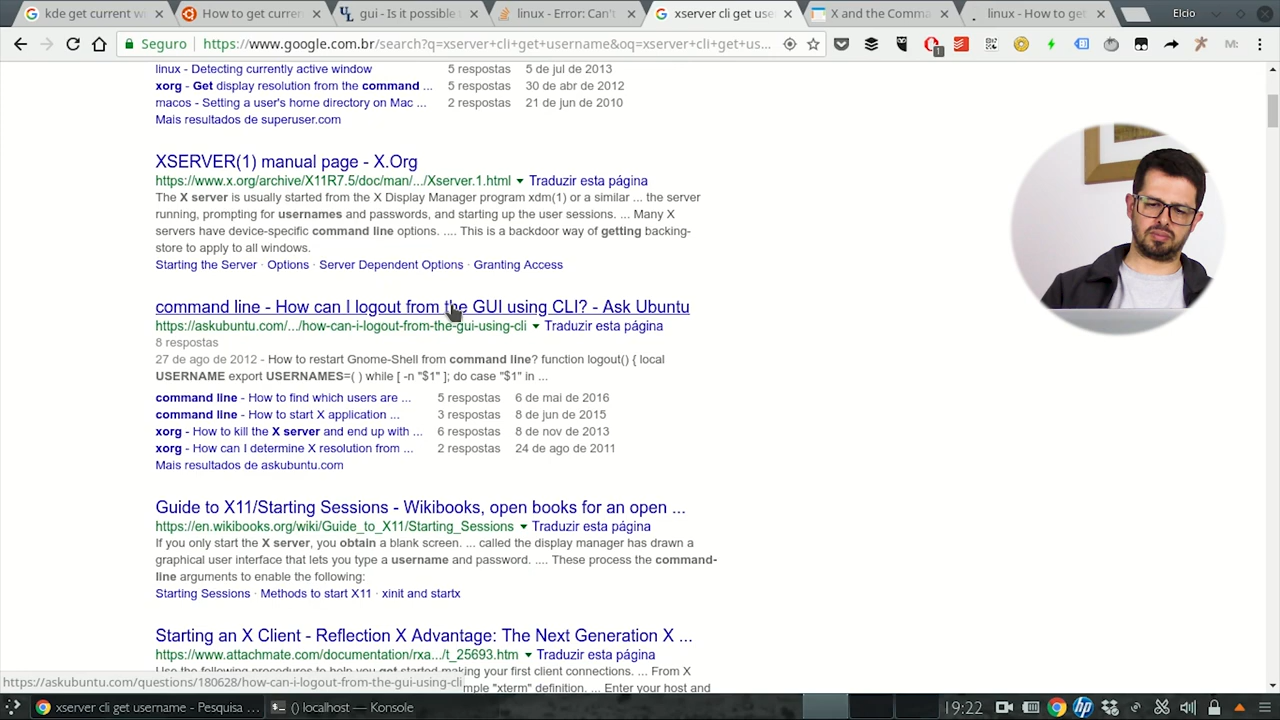 kde get current w
How to get curren
gui - Is it possible
linux - Error: Can't
xserver cli get use
X and the Comma
linux - How to get
Elcio
Seguro
https://www.google.com.br/search?q=xserver+cli+get+username&oq=xserver+cli+get+us...
linux - Detecting currently active window 5 respostas 5 de jul de 2013
xorg - Get display resolution from the command ... 5 respostas 30 de abr de 2012
macos - Setting a user's home directory on Mac ... 2 respostas 21 de jun de 2010
Mais resultados de superuser.com
XSERVER(1) manual page - X.Org
https://www.x.org/archive/X11R7.5/doc/man/.../Xserver.1.html Traduzir esta página
The X server is usually started from the X Display Manager program xdm(1) or a similar ... the server
running, prompting for usernames and passwords, and starting up the user sessions. ... Many X
servers have device-specific command line options. .... This is a backdoor way of getting backing-
store to apply to all windows.
Starting the Server · Options · Server Dependent Options · Granting Access
command line - How can I logout from the GUI using CLI? - Ask Ubuntu
https://askubuntu.com/.../how-can-i-logout-from-the-gui-using-cli Traduzir esta página
8 respostas
27 de ago de 2012 - How to restart Gnome-Shell from command line? function logout() { local
USERNAME export USERNAMES=( ) while [ -n "$1" ]; do case "$1" in ...
command line - How to find which users are ... 5 respostas 6 de mai de 2016
command line - How to start X application ... 3 respostas 8 de jun de 2015
xorg - How to kill the X server and end up with ... 6 respostas 8 de nov de 2013
xorg - How can I determine X resolution from ... 2 respostas 24 de ago de 2011
Mais resultados de askubuntu.com
Guide to X11/Starting Sessions - Wikibooks, open books for an open ...
https://en.wikibooks.org/wiki/Guide_to_X11/Starting_Sessions Traduzir esta página
If you only start the X server, you obtain a blank screen. ... called the display manager has drawn a
graphical user interface that lets you type a username and password. .... These process the command-
line arguments to enable the following:
Starting Sessions · Methods to start X11 · xinit and startx
Starting an X Client - Reflection X Advantage: The Next Generation X ...
https://www.attachmate.com/documentation/rxa.../t_25693.htm Traduzir esta página
Use the following procedures to help you get started making your first client connections. ... From X
mple "xterm" definition. ... Enter your host and
https://askubuntu.com/questions/180628/how-can-i-logout-from-the-gui-using-cli
xserver cli get username - Pesquisa ...
() localhost — Konsole
19:22